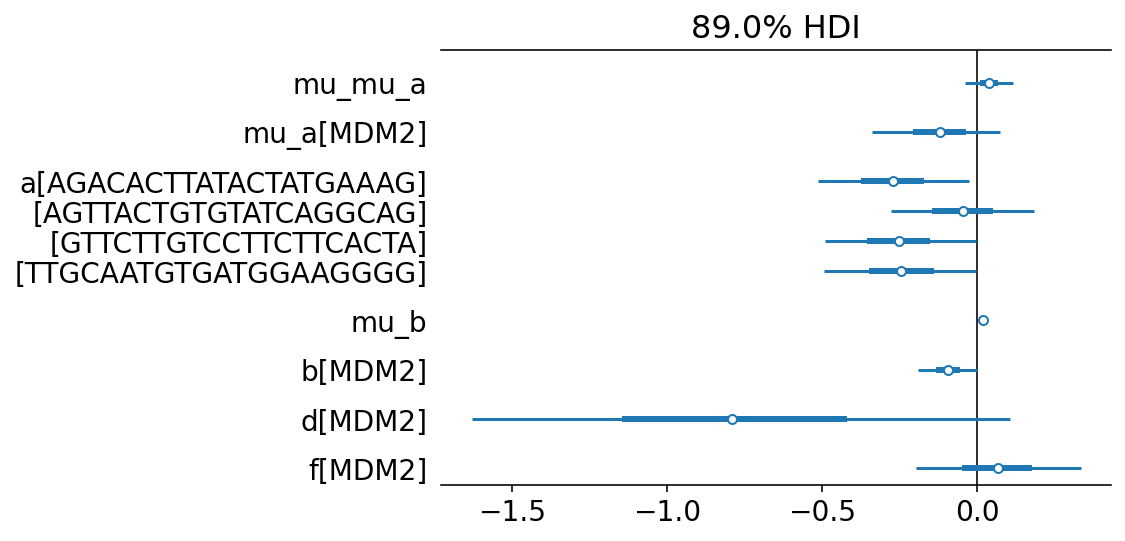 89.0% HDI
mu_mu_a
mu_a[MDM2]
a[AGACACTTATACTATGAAAG]
[AGTTACTGTGTATCAGGCAG]
[GTTCTTGTCCTTCTTCACTA]
[TTGCAATGTGATGGAAGGGG]
mu_b
b[MDM2]
d[MDM2]
f[MDM2]
−1.5 −1.0 −0.5 0.0